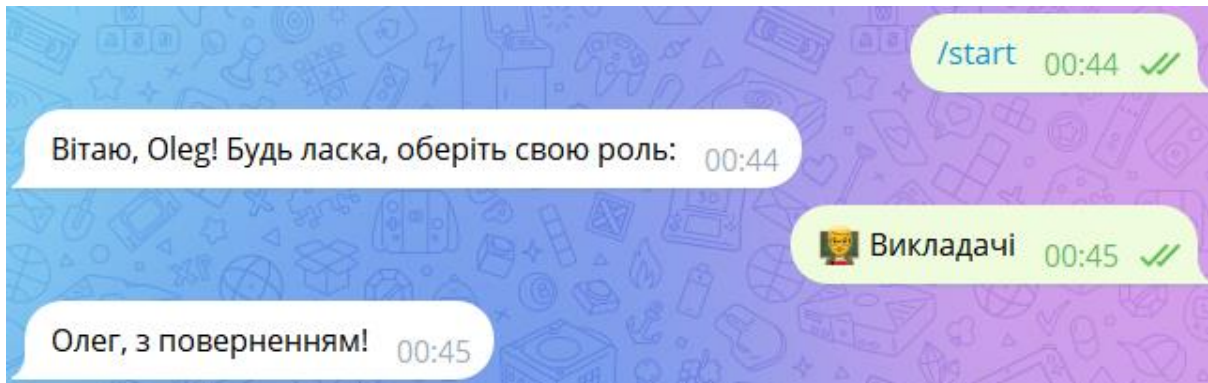 /start 00:44
Вітаю, Oleg! Будь ласка, оберіть свою роль: 00:44
👨‍🏫 Викладачі 00:45
Олег, з поверненням! 00:45